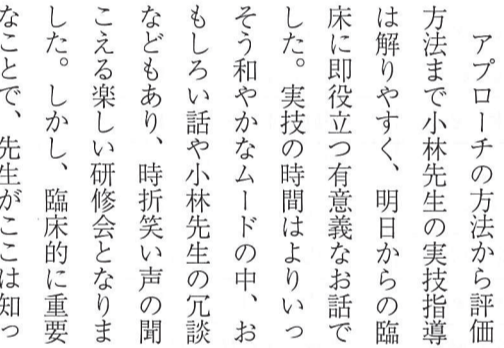 アプローチの方法から評価
方法まで小林先生の実技指導
は解りやすく、明日からの臨
床に即役立つ有意義なお話で
した。実技の時間はよりいっ
そう和やかなムードの中、お
もしろい話や小林先生の冗談
などもあり、時折笑い声の聞
こえる楽しい研修会となりま
した。しかし、臨床的に重要
なことで、先生がここは知っ